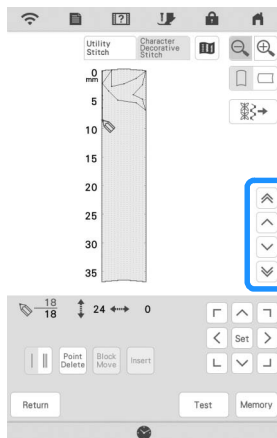 Utility
Stitch
Character
Decorative
Stitch
0
mm
5
10
15
20
25
30
35
18
18
24
0
Point
Delete
Block
Move
Insert
Set
Return
Test
Memory